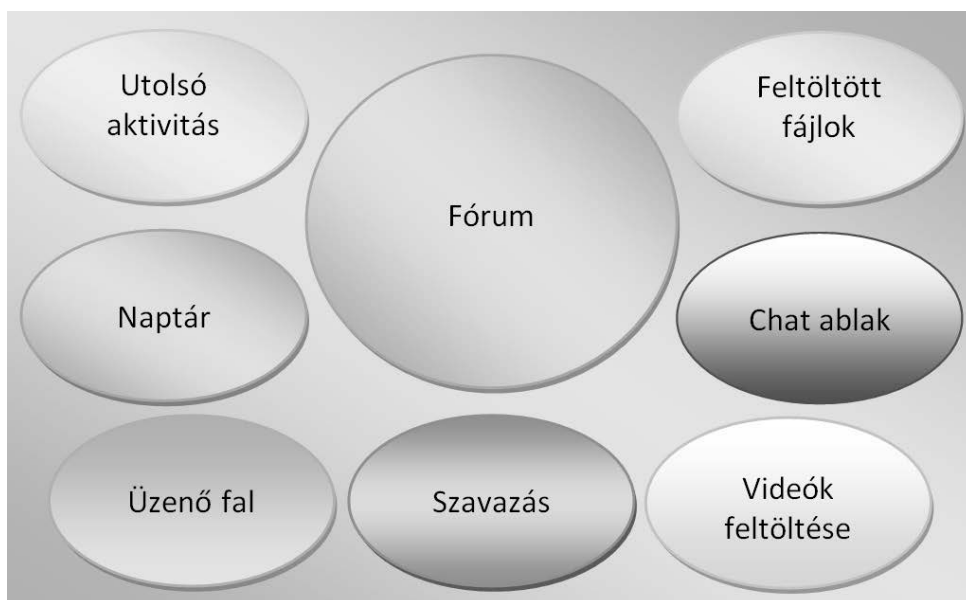 Utolsó
aktivitás
Fórum
Feltöltött
fájlok
Naptár
Chat ablak
Üzenő fal
Szavazás
Videók
feltöltése